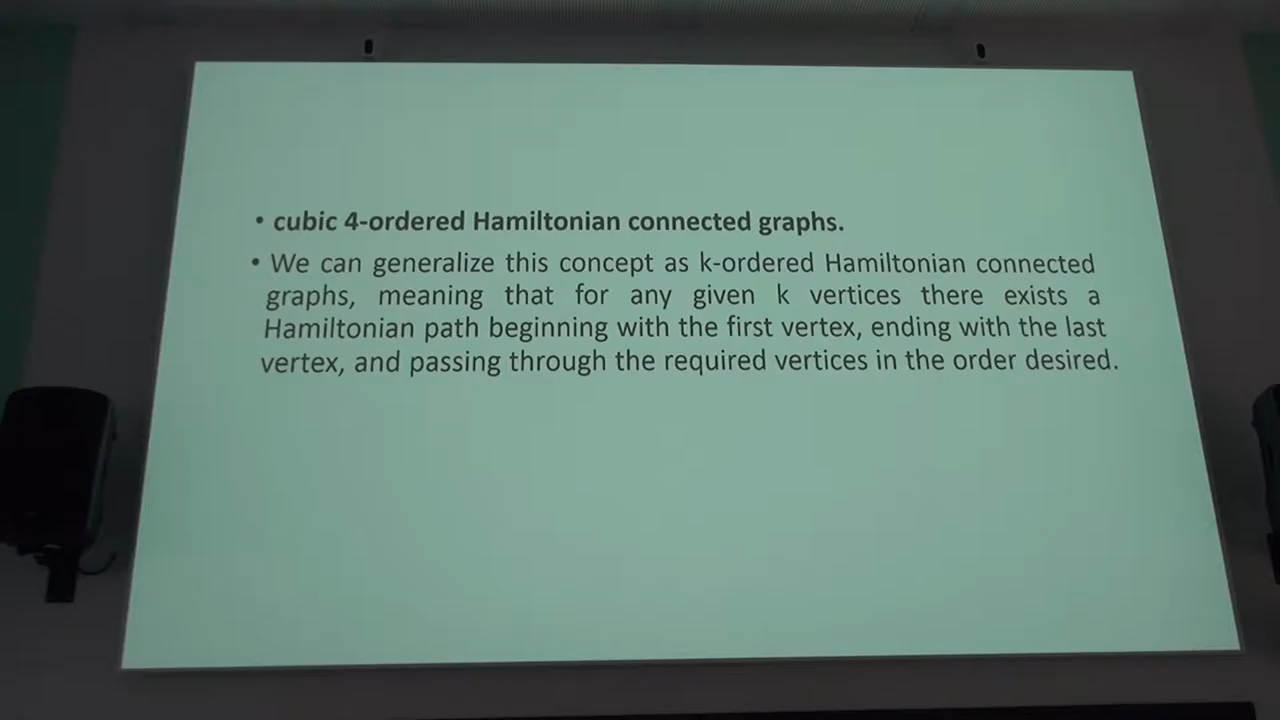 • cubic 4-ordered Hamiltonian connected graphs.
• We can generalize this concept as k-ordered Hamiltonian connected
graphs, meaning that for any given k vertices there exists a
Hamiltonian path beginning with the first vertex, ending with the last
vertex, and passing through the required vertices in the order desired.